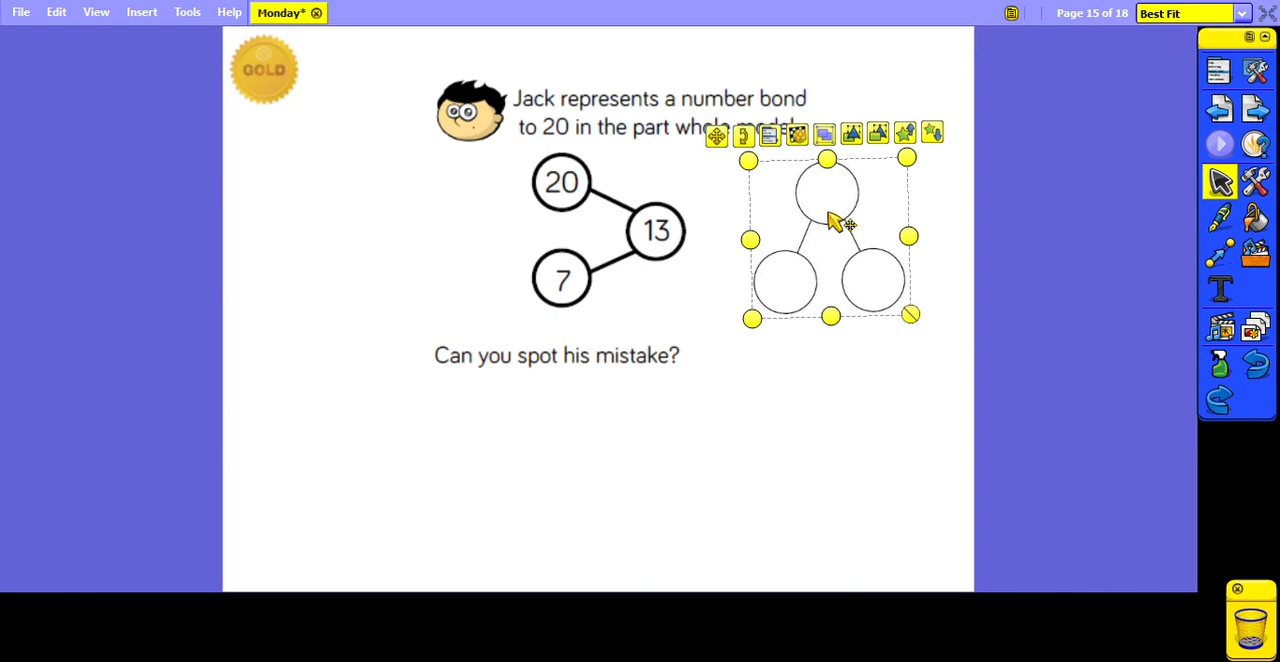 File Edit View Insert Tools Help Monday* Page 15 of 18 Best Fit
GOLD
Jack represents a number bond
to 20 in the part whole model.
20
13
7
Can you spot his mistake?